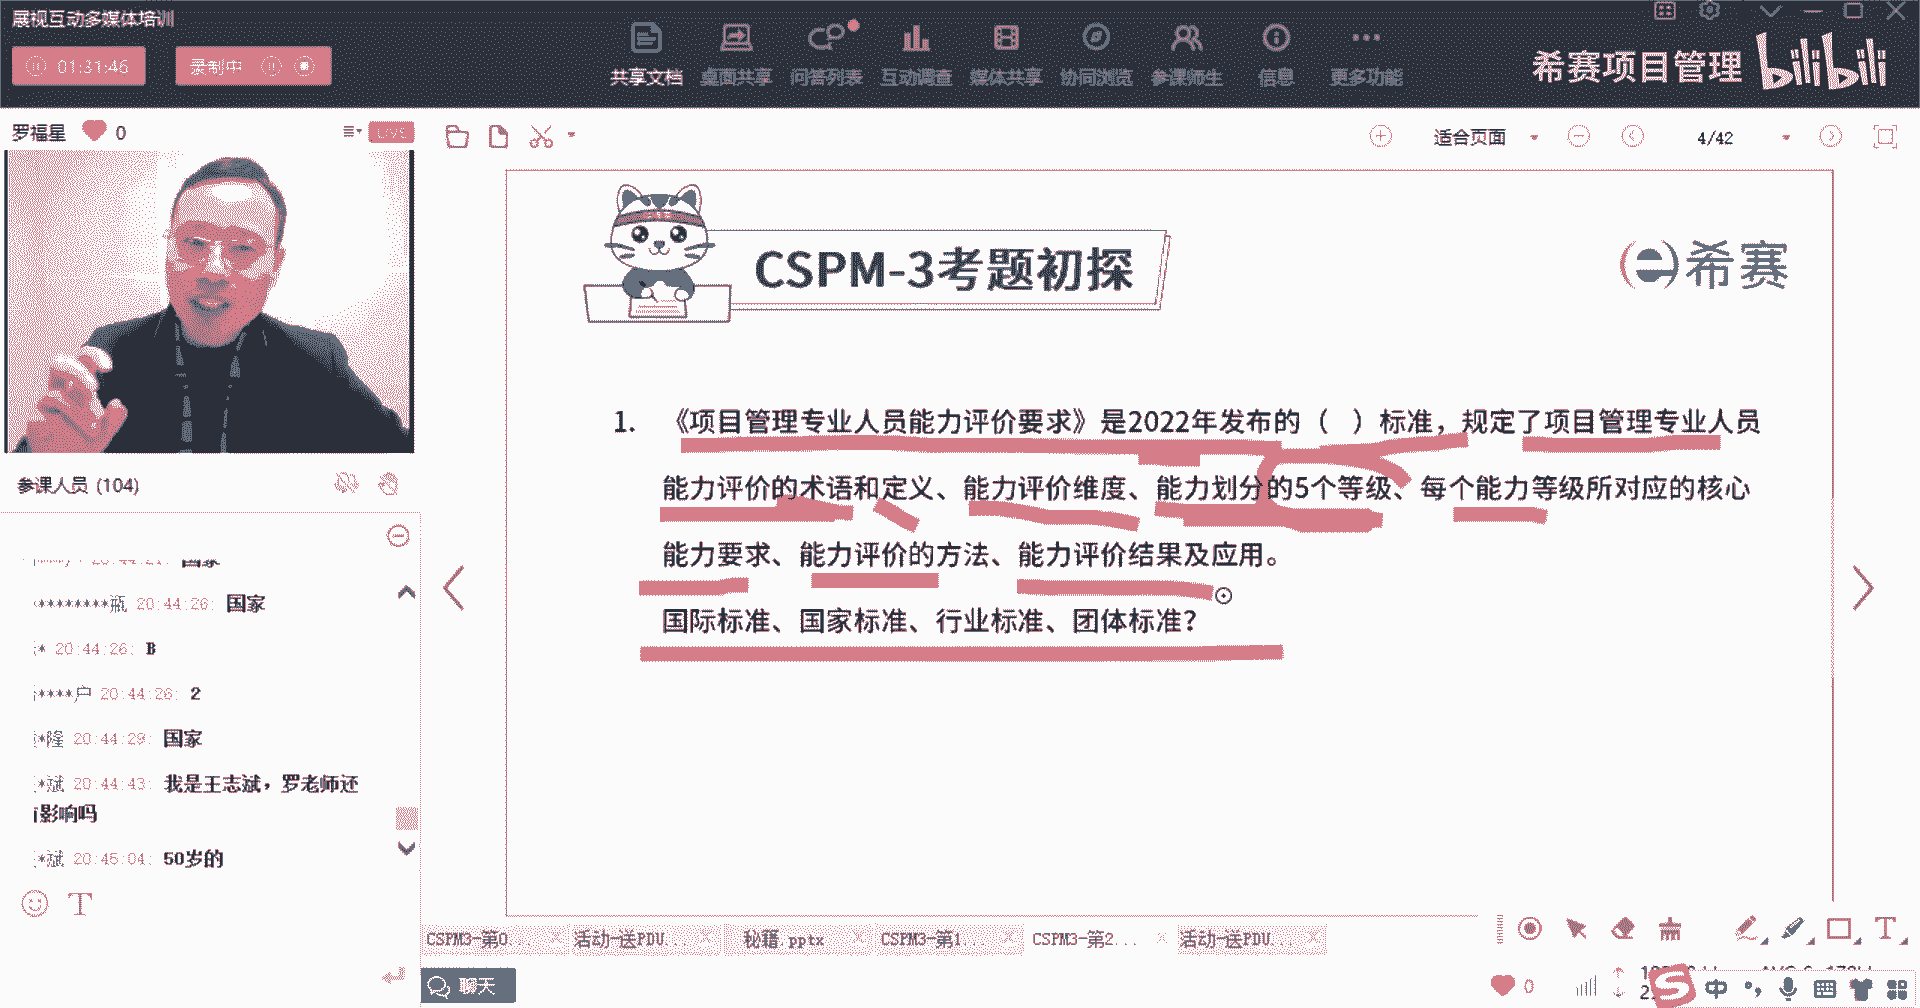 展视互动多媒体培训
01:31:46
录制中
共享文档 桌面共享 问答列表 互动调查 媒体共享 协同浏览 参课师生 信息 更多功能
希赛项目管理 bilibili
罗福星 0 LIVE
适合页面 4/42
CSPM-3考题初探
希赛
1. 《项目管理专业人员能力评价要求》是2022年发布的（ ）标准，规定了项目管理专业人员
能力评价的术语和定义、能力评价维度、能力划分的5个等级、每个能力等级所对应的核心
能力要求、能力评价的方法、能力评价结果及应用。
国际标准、国家标准、行业标准、团体标准?
参课人员 (104)
国家
********瓶 20:44:26: 国家
* 20:44:26: B
****户 20:44:26: 2
*隆 20:44:29: 国家
*斌 20:44:43: 我是王志斌，罗老师还
影响吗
*斌 20:45:04: 50岁的
T
CSPM3-第0... 活动-送PDU... 秘籍.pptx CSPM3-第1... CSPM3-第2... 活动-送PDU...
T
聊天
0
S 中